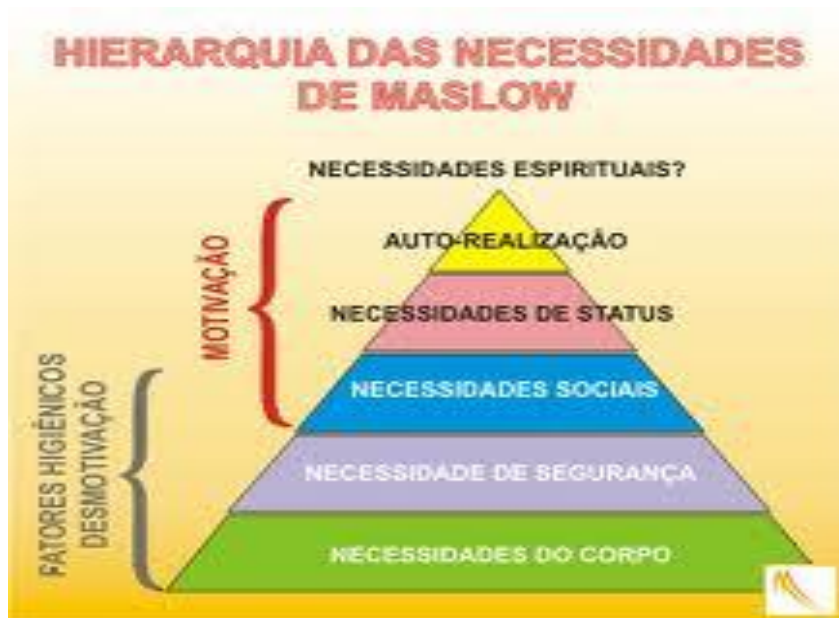 HIERARQUIA DAS NECESSIDADES
DE MASLOW
NECESSIDADES ESPIRITUAIS?
AUTO-REALIZAÇÃO
NECESSIDADES DE STATUS
NECESSIDADES SOCIAIS
NECESSIDADE DE SEGURANÇA
NECESSIDADES DO CORPO
MOTIVAÇÃO
FATORES HIGIÊNICOS
DESMOTIVAÇÃO